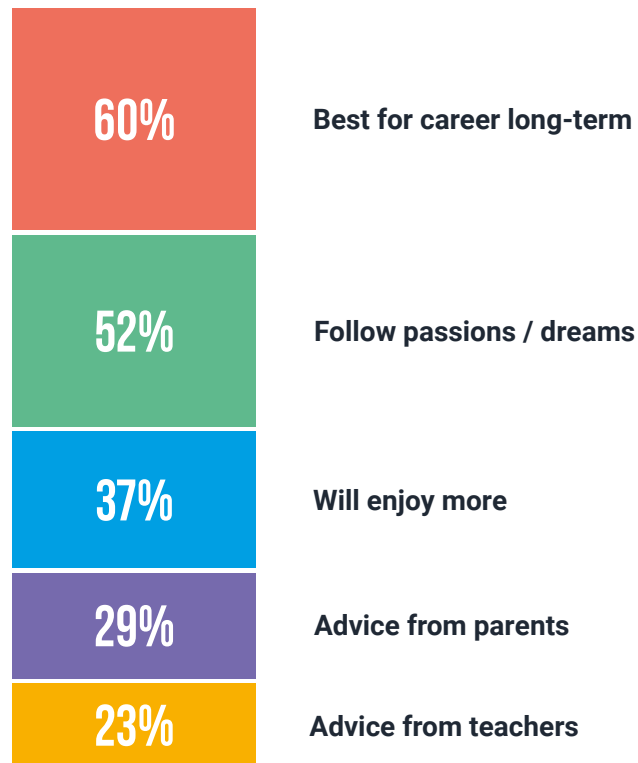 60% Best for career long-term
52% Follow passions / dreams
37% Will enjoy more
29% Advice from parents
23% Advice from teachers